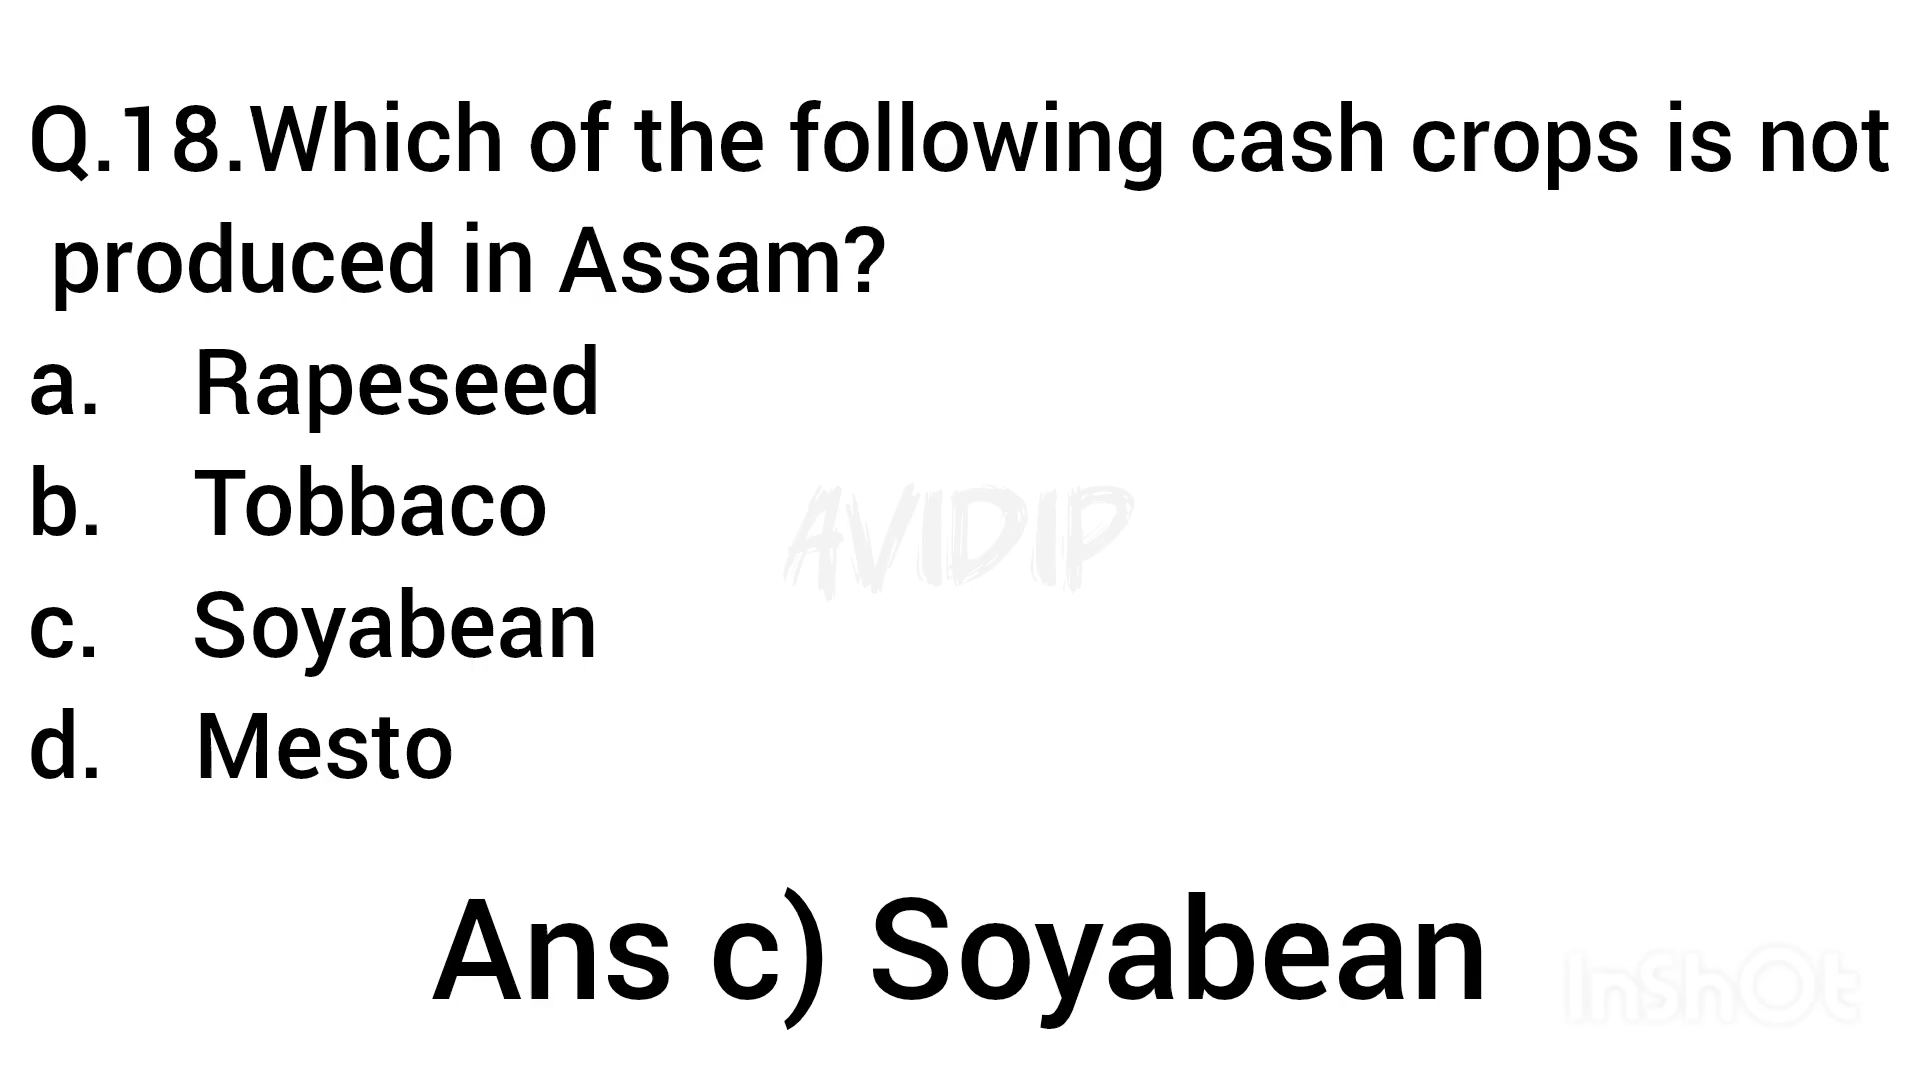 Q.18.Which of the following cash crops is not
produced in Assam?
a. Rapeseed
b. Tobbaco
AVIDIP
c. Soyabean
d. Mesto
Ans c) Soyabean
InShOt